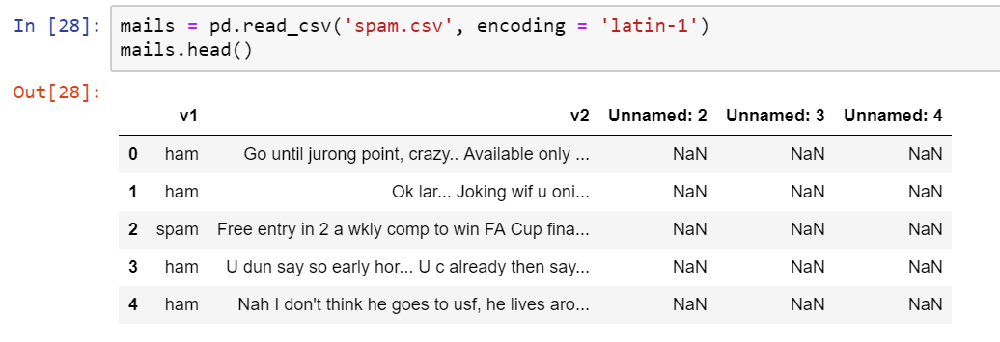 In [28]: mails = pd.read_csv('spam.csv', encoding = 'latin-1')
mails.head()
Out[28]:
v1 v2 Unnamed: 2 Unnamed: 3 Unnamed: 4
0 ham Go until jurong point, crazy.. Available only ... NaN NaN NaN
1 ham Ok lar... Joking wif u oni... NaN NaN NaN
2 spam Free entry in 2 a wkly comp to win FA Cup fina... NaN NaN NaN
3 ham U dun say so early hor... U c already then say... NaN NaN NaN
4 ham Nah I don't think he goes to usf, he lives aro... NaN NaN NaN